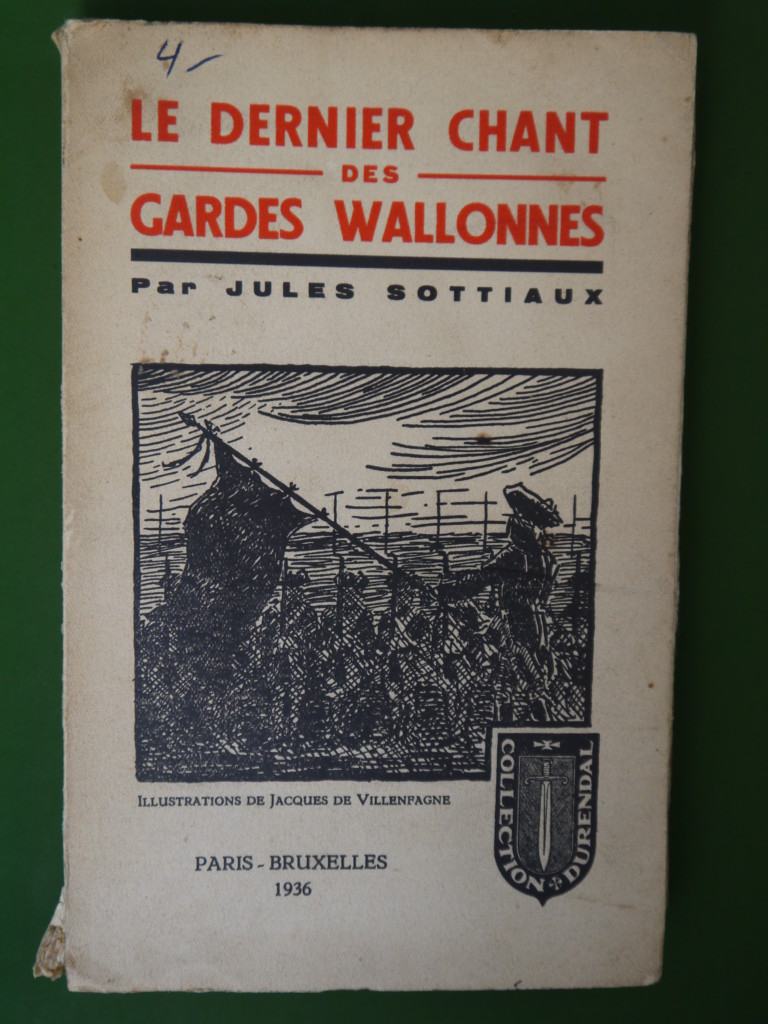 4-
LE DERNIER CHANT
DES
GARDES WALLONNES
Par JULES SOTTIAUX
ILLUSTRATIONS DE JACQUES DE VILLENFAGNE
COLLECTION DURENDAL
PARIS - BRUXELLES
1936